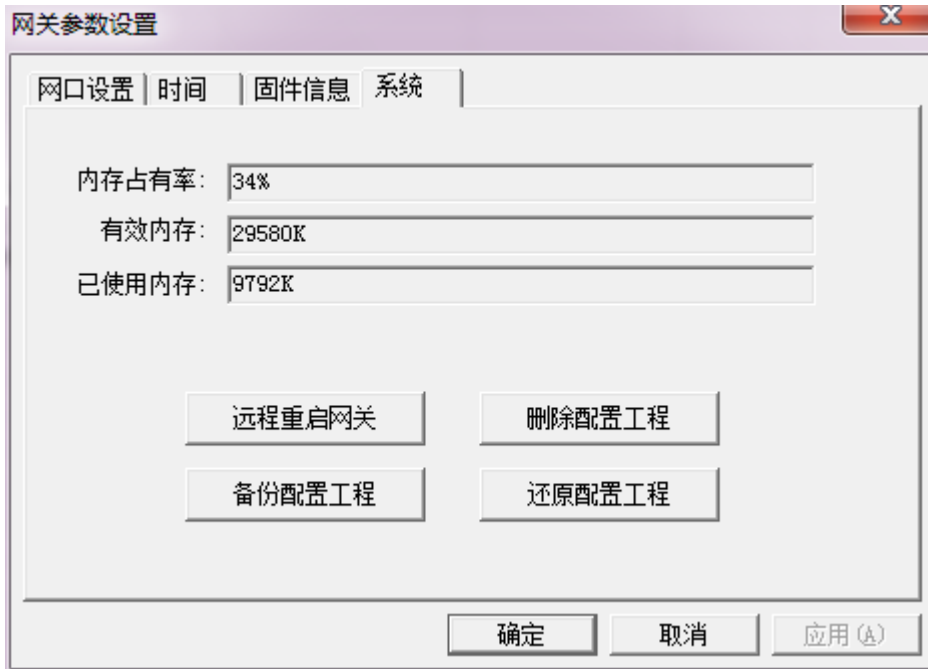 网关参数设置
网口设置 时间 固件信息 系统
内存占有率: 34%
有效内存: 29580K
已使用内存: 9792K
远程重启网关 删除配置工程
备份配置工程 还原配置工程
确定 取消 应用(A)